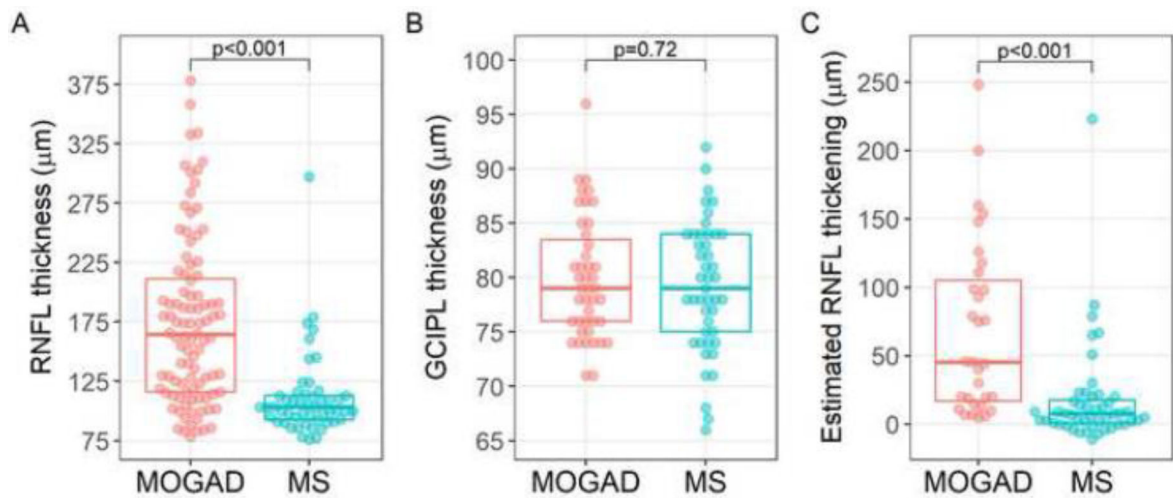 A
p<0.001
RNFL thickness (μm)
375
325
275
225
175
125
75
MOGAD MS
B
p=0.72
GCIPL thickness (μm)
100
95
90
85
80
75
70
65
MOGAD MS
C
p<0.001
Estimated RNFL thickening (μm)
250
200
150
100
50
0
MOGAD MS